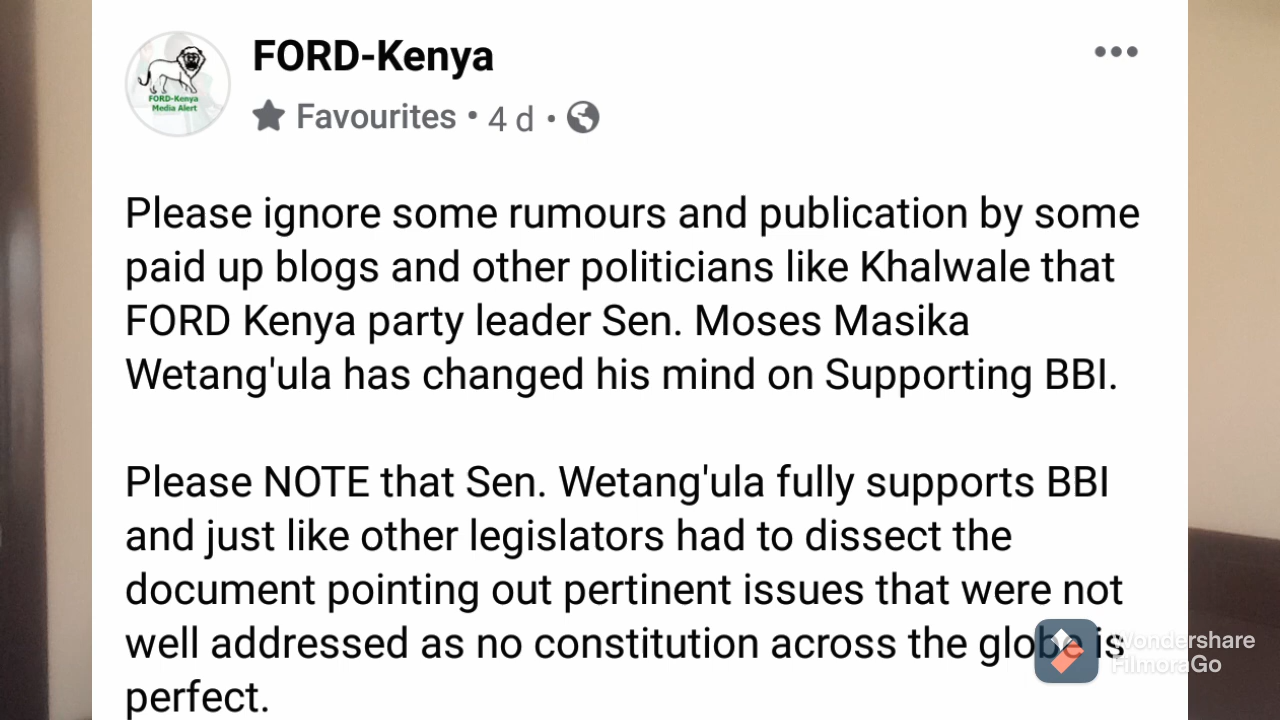 FORD-Kenya
FORD-Kenya
Media Alert
Favourites • 4 d •
Please ignore some rumours and publication by some
paid up blogs and other politicians like Khalwale that
FORD Kenya party leader Sen. Moses Masika
Wetang'ula has changed his mind on Supporting BBI.
Please NOTE that Sen. Wetang'ula fully supports BBI
and just like other legislators had to dissect the
document pointing out pertinent issues that were not
well addressed as no constitution across the globe is
perfect.
Wondershare
FilmoraGo